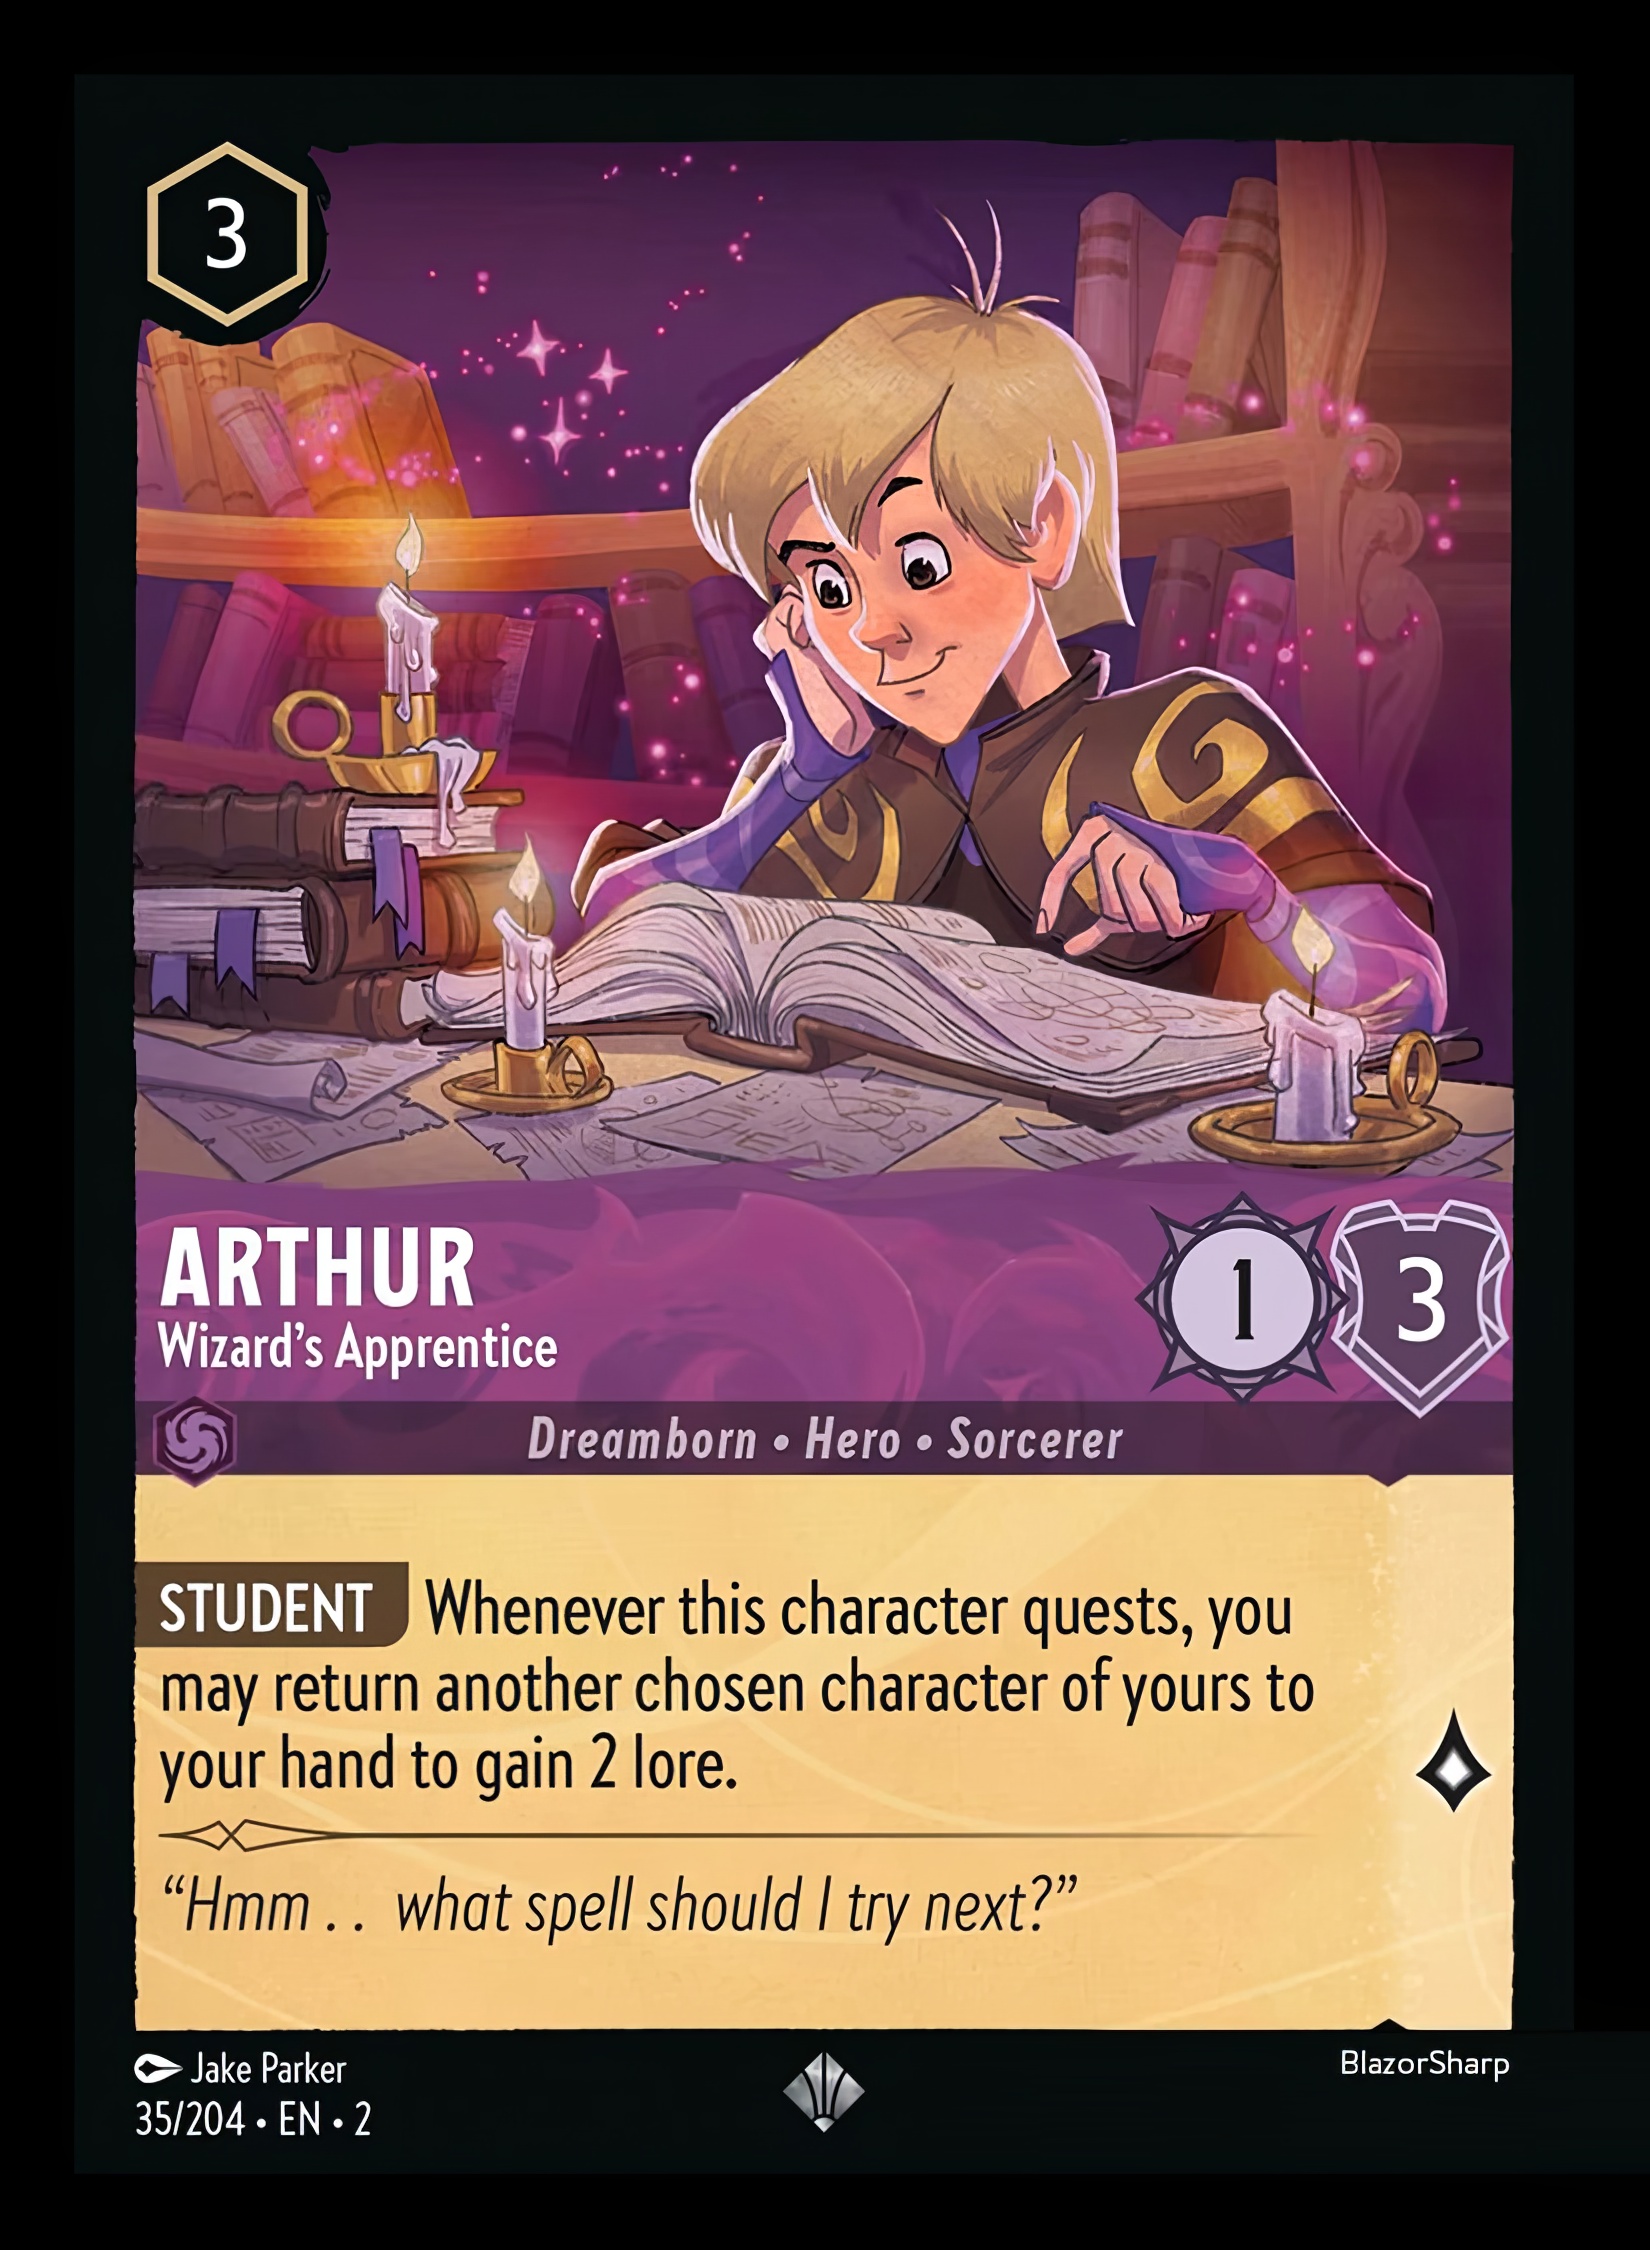 3
ARTHUR
Wizard's Apprentice
1
3
Dreamborn • Hero • Sorcerer
STUDENT Whenever this character quests, you
may return another chosen character of yours to
your hand to gain 2 lore.
“Hmm . .  what spell should I try next?”
Jake Parker
BlazorSharp
35/204 • EN • 2